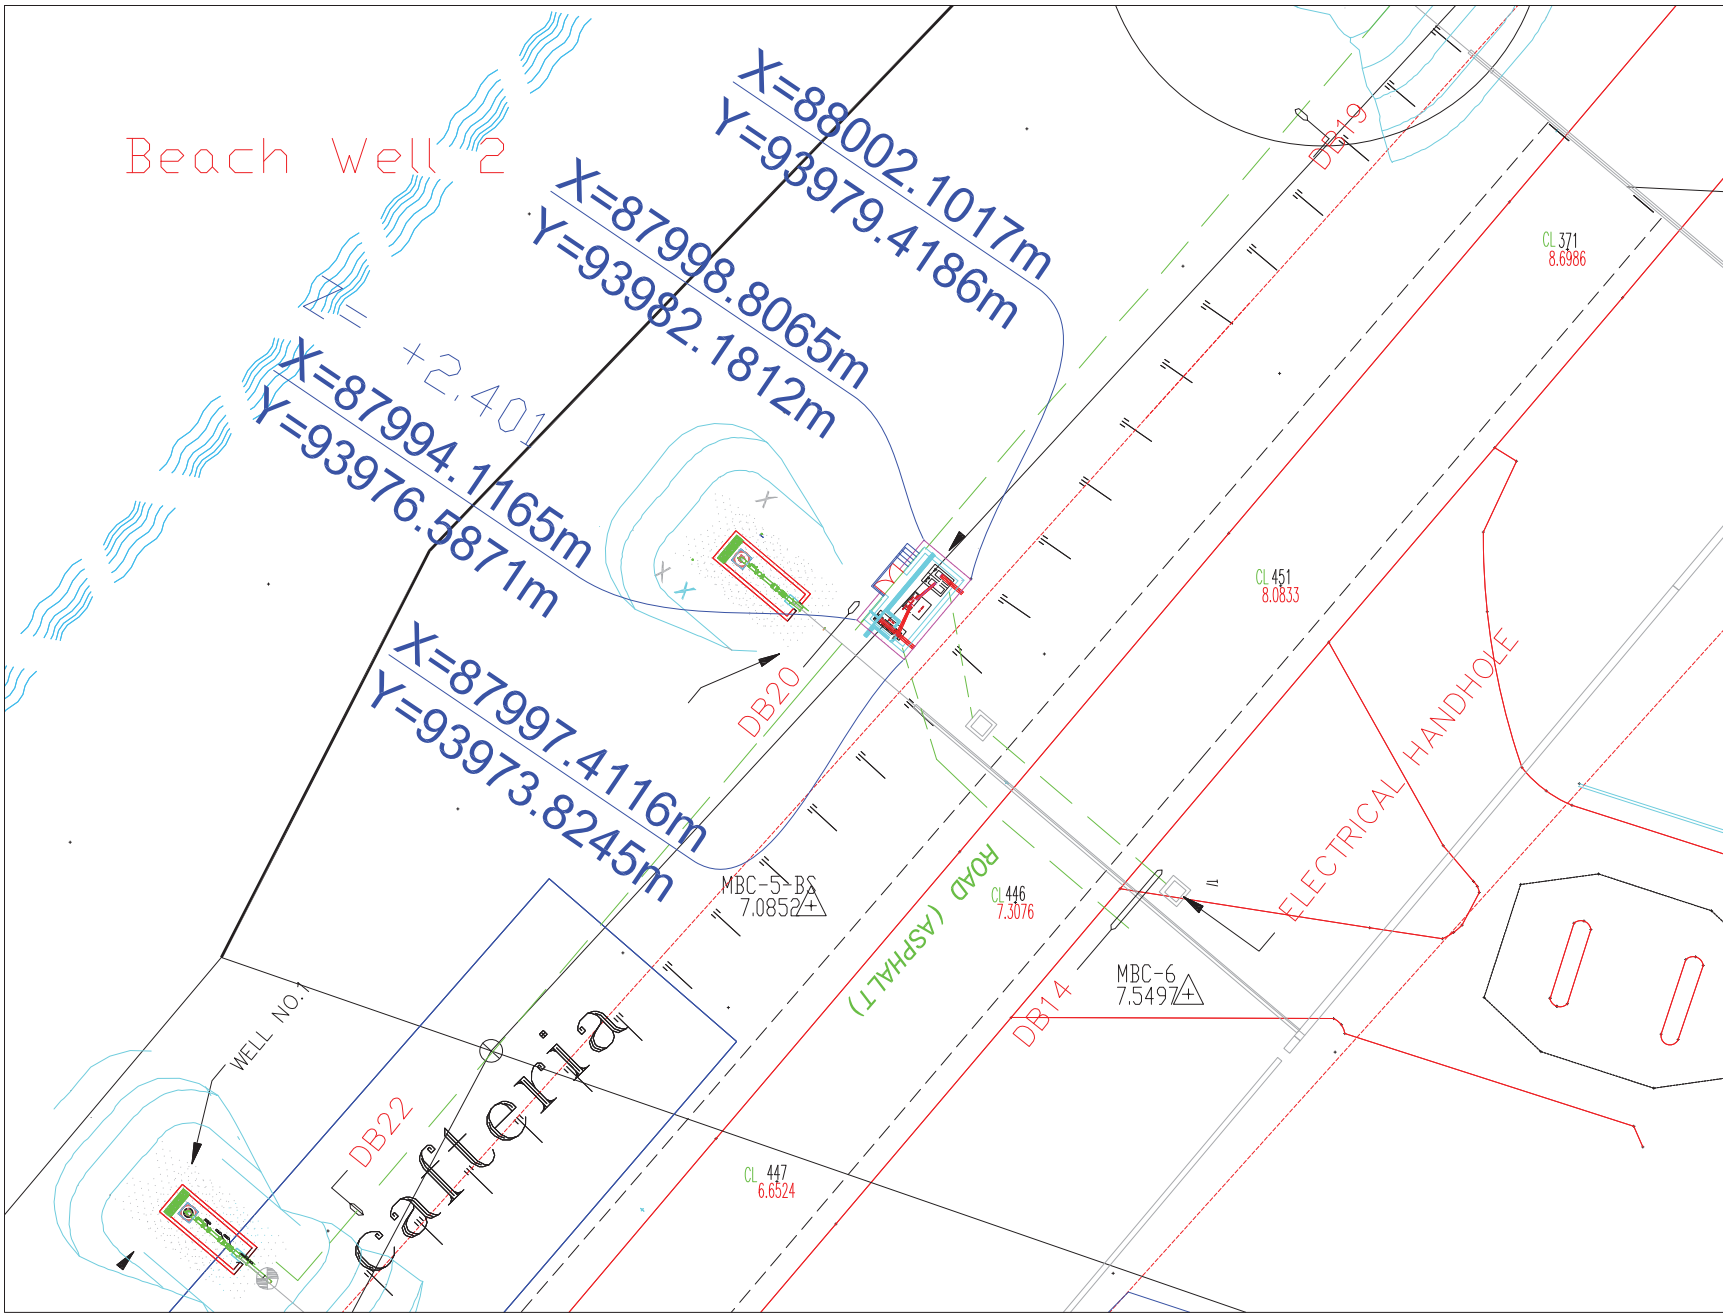 Beach Well 2
X=88002.1017m
Y=93979.4186m
DB19
X=87998.8065m
Y=93982.1812m
CL 371
8.6986
+2.401
X=87994.1165m
Y=93976.5871m
CL 451
8.0833
DB20
X=87997.4116m
Y=93973.8245m
ELECTRICAL HANDHOLE
MBC-5-BS
7.0852
ROAD (ASPHALT)
CL 446
7.3076
MBC-6
7.5497
DB14
WELL NO.1
cafteria
DB22
CL 447
6.6524